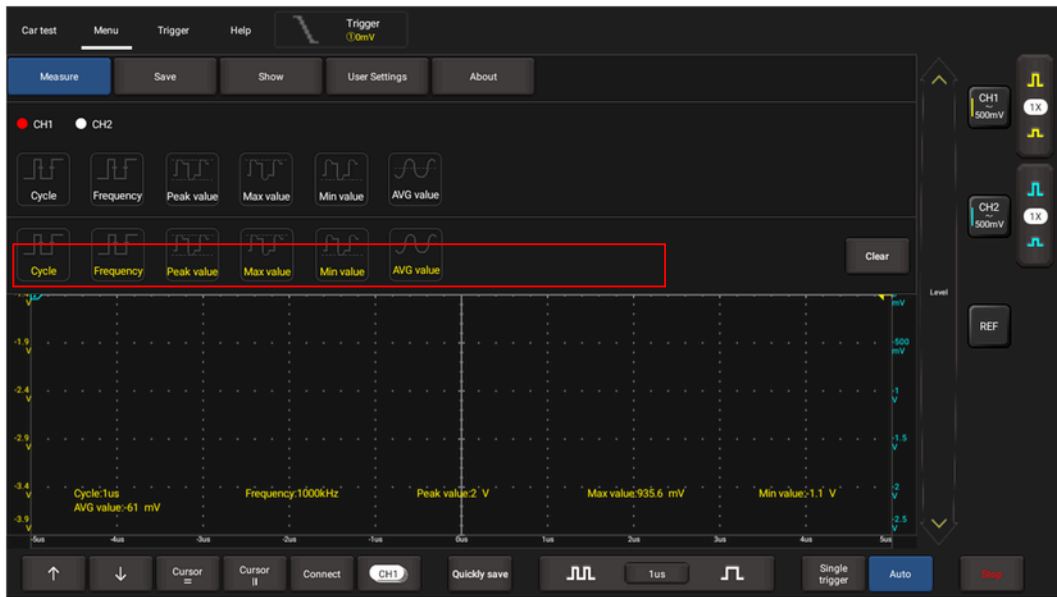 Car test Menu Trigger Help Trigger
①0mV
Measure Save Show User Settings About
CH1 CH2
Cycle Frequency Peak value Max value Min value AVG value
Cycle Frequency Peak value Max value Min value AVG value Clear
CH1
~
500mV
1X
CH2
~
500mV
1X
Level
REF
V mV
-1.9 V -500 mV
-2.4 V -1 V
-2.9 V -1.5 V
-3.4 V -2 V
Cycle:1us Frequency:1000kHz Peak value:2 V Max value:935.6 mV Min value:-1.1 V
AVG value:-61 mV
-3.9 V -2.5 V
-5us -4us -3us -2us -1us 0us 1us 2us 3us 4us 5us
↑ ↓ Cursor = Cursor II Connect CH1 Quickly save 1us Single trigger Auto Stop